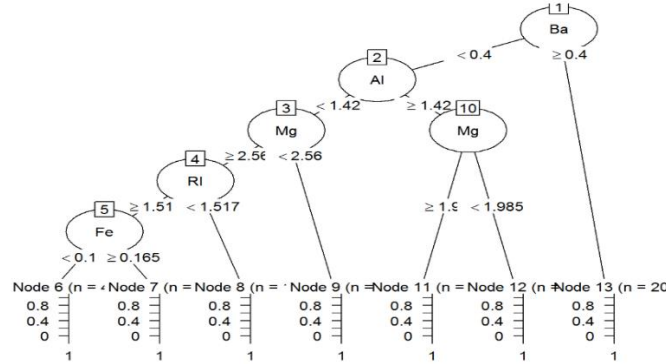 1
Ba
< 0.4 ≥ 0.4
2
Al
< 1.42 ≥ 1.42
3 10
Mg Mg
≥ 2.56 < 2.56
4
RI
≥ 1.51 < 1.517 ≥ 1.9 < 1.985
5
Fe
< 0.1 ≥ 0.165
Node 6 (n = Node 7 (n = Node 8 (n = Node 9 (n = Node 11 (n = Node 12 (n = Node 13 (n = 20
0.8 0.8 0.8 0.8 0.8 0.8 0.8
0.4 0.4 0.4 0.4 0.4 0.4 0.4
0 0 0 0 0 0 0
1 1 1 1 1 1 1